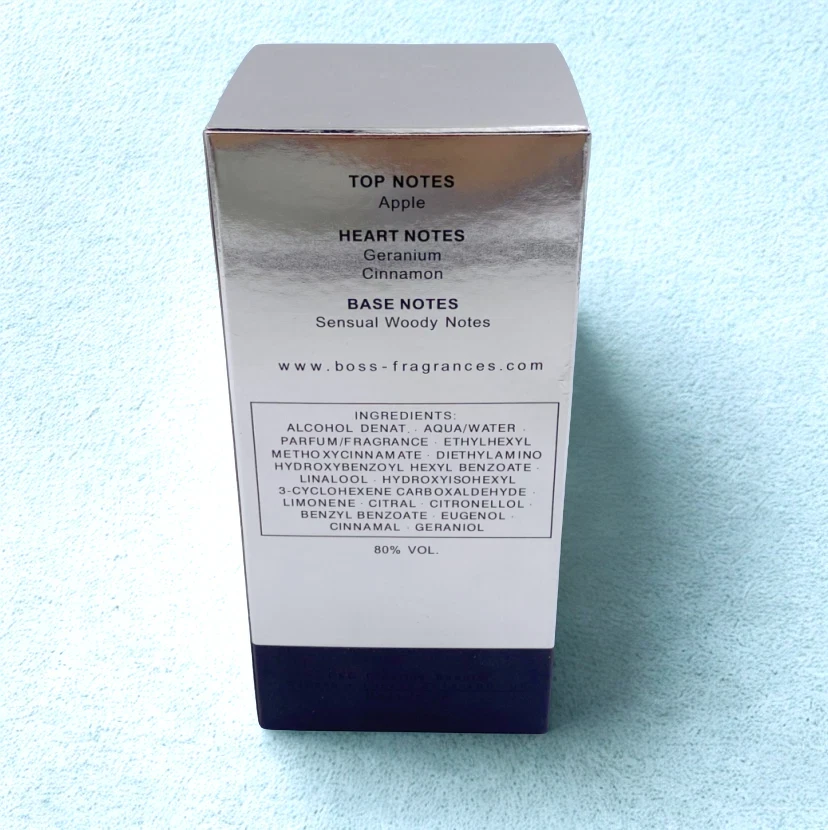 TOP NOTES
Apple
HEART NOTES
Geranium
Cinnamon
BASE NOTES
Sensual Woody Notes
www.boss-fragrances.com
INGREDIENTS:
ALCOHOL DENAT. · AQUA/WATER ·
PARFUM/FRAGRANCE · ETHYLHEXYL
METHOXYCINNAMATE · DIETHYLAMINO
HYDROXYBENZOYL HEXYL BENZOATE ·
LINALOOL · HYDROXYISOHEXYL
3-CYCLOHEXENE CARBOXALDEHYDE ·
LIMONENE · CITRAL · CITRONELLOL ·
BENZYL BENZOATE · EUGENOL ·
CINNAMAL · GERANIOL
80% VOL.